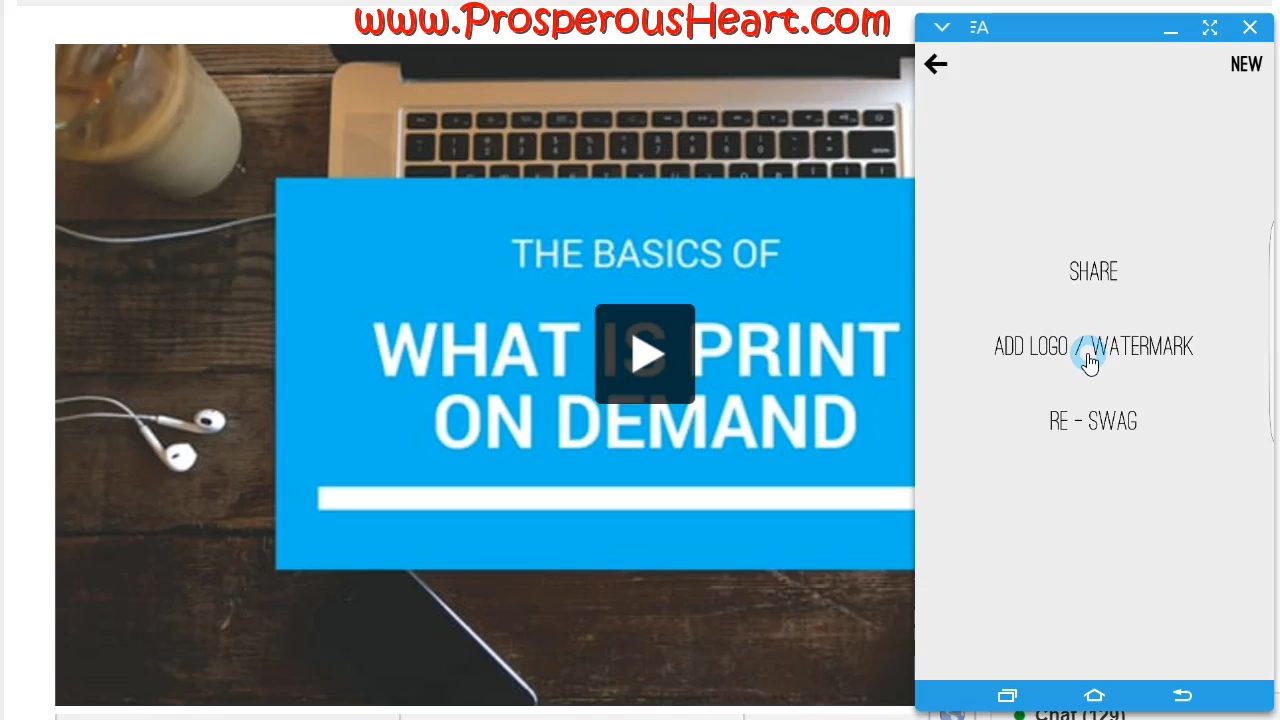 www.ProsperousHeart.com
THE BASICS OF
WHAT IS PRINT
ON DEMAND
NEW
SHARE
ADD LOGO / WATERMARK
RE - SWAG
Chat (129)